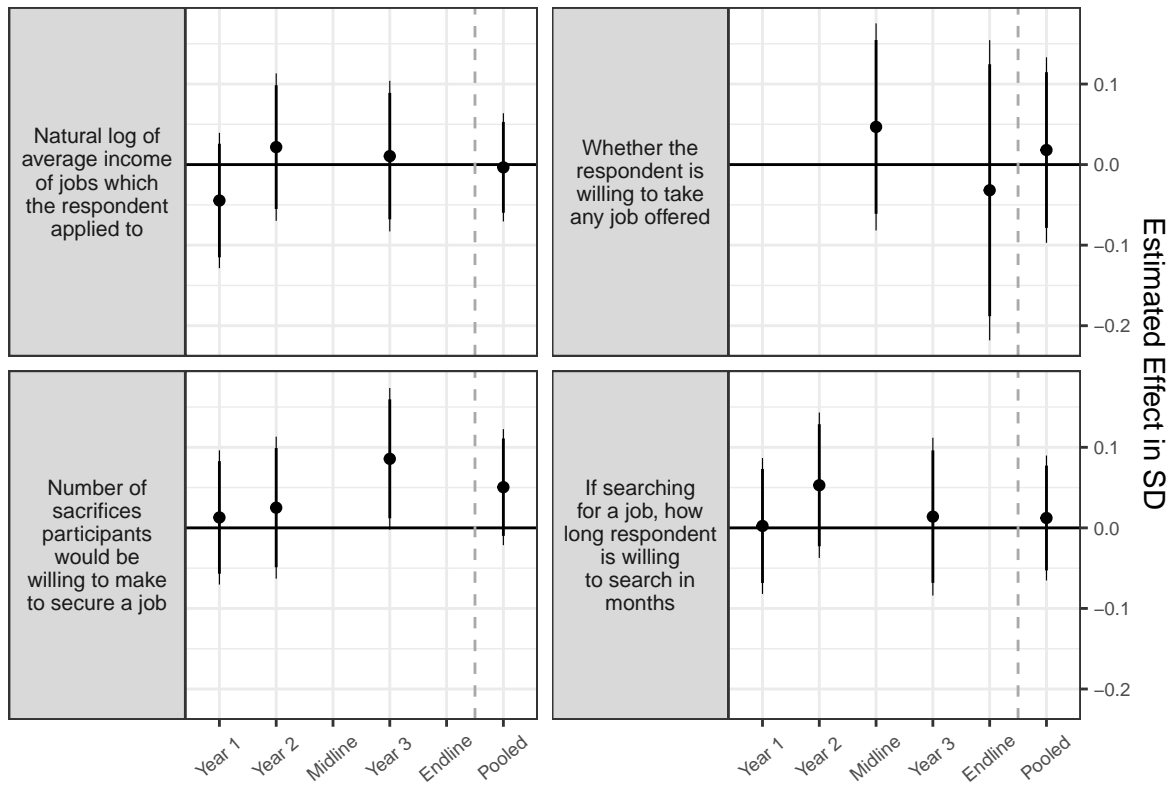 Natural log of
average income
of jobs which
the respondent
applied to
Whether the
respondent is
willing to take
any job offered
0.1
0.0
−0.1
−0.2
Number of
sacrifices
participants
would be
willing to make
to secure a job
If searching
for a job, how
long respondent
is willing
to search in
months
0.1
0.0
−0.1
−0.2
Estimated Effect in SD
Year 1
Year 2
Midline
Year 3
Endline
Pooled
Year 1
Year 2
Midline
Year 3
Endline
Pooled